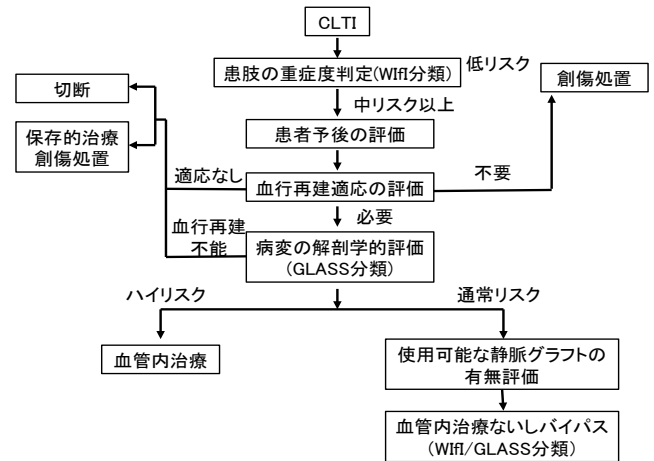 CLTI
患肢の重症度判定(WIfI分類)
低リスク
創傷処置
切断
中リスク以上
保存的治療
創傷処置
患者予後の評価
適応なし
血行再建適応の評価
不要
血行再建
不能
必要
病変の解剖学的評価
(GLASS分類)
ハイリスク
通常リスク
血管内治療
使用可能な静脈グラフトの
有無評価
血管内治療ないしバイパス
(WIfI/GLASS分類)